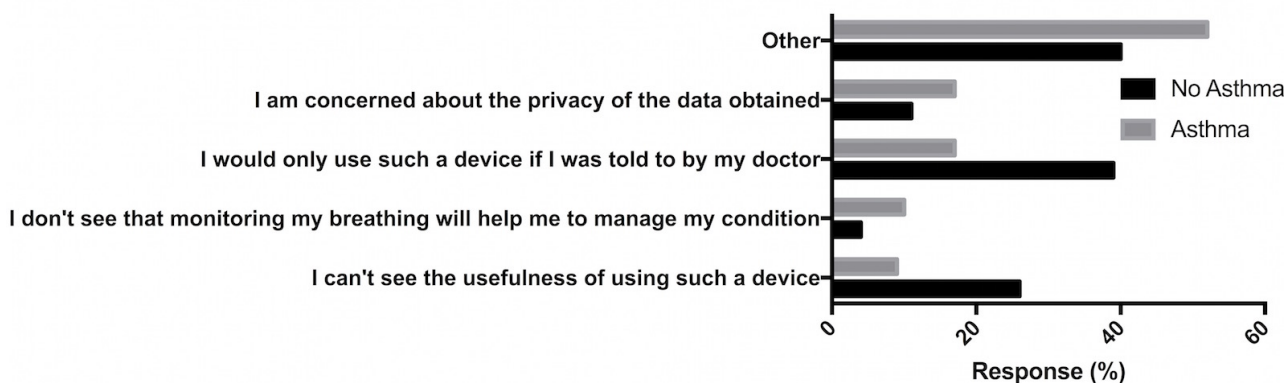 Other
I am concerned about the privacy of the data obtained
I would only use such a device if I was told to by my doctor
I don't see that monitoring my breathing will help me to manage my condition
I can't see the usefulness of using such a device
No Asthma
Asthma
0
20
40
60
Response (%)